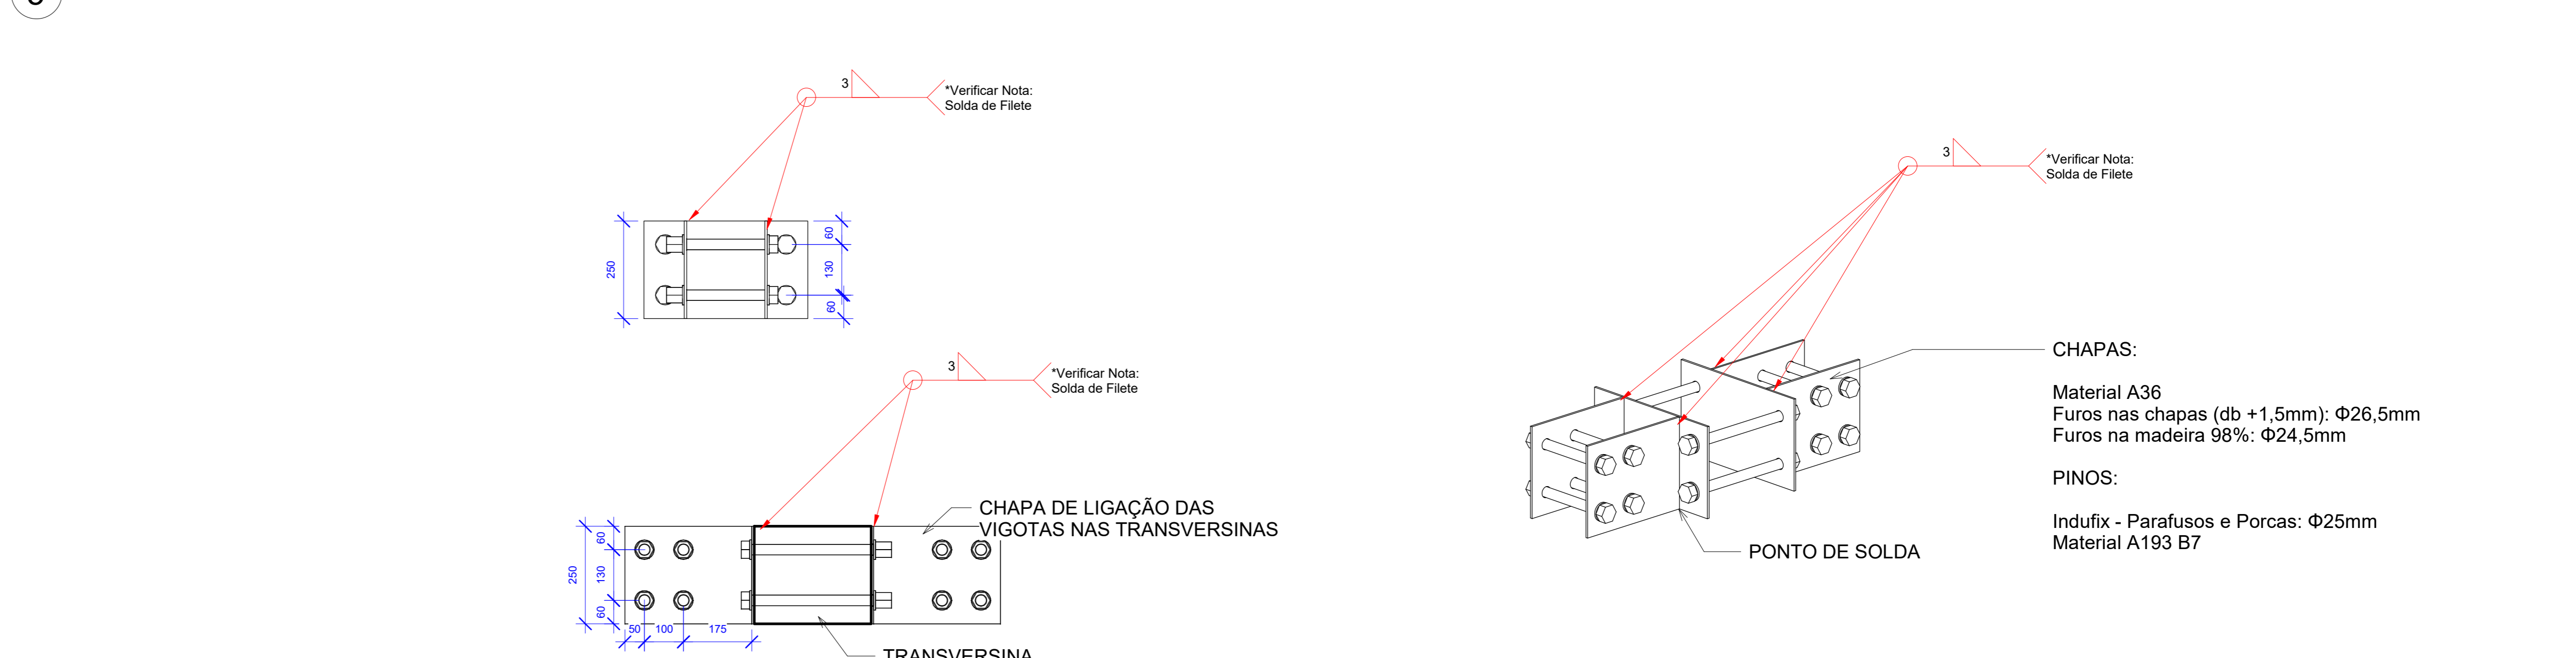 3
*Verificar Nota:
Solda de Filete
250
60
130
60
3
*Verificar Nota:
Solda de Filete
3
*Verificar Nota:
Solda de Filete
CHAPA DE LIGAÇÃO DAS
VIGOTAS NAS TRANSVERSINAS
250
60
130
60
50
100
175
TRANSVERSINA
CHAPAS:
Material A36
Furos nas chapas (db +1,5mm): Φ26,5mm
Furos na madeira 98%: Φ24,5mm
PINOS:
Indufix - Parafusos e Porcas: Φ25mm
Material A193 B7
PONTO DE SOLDA